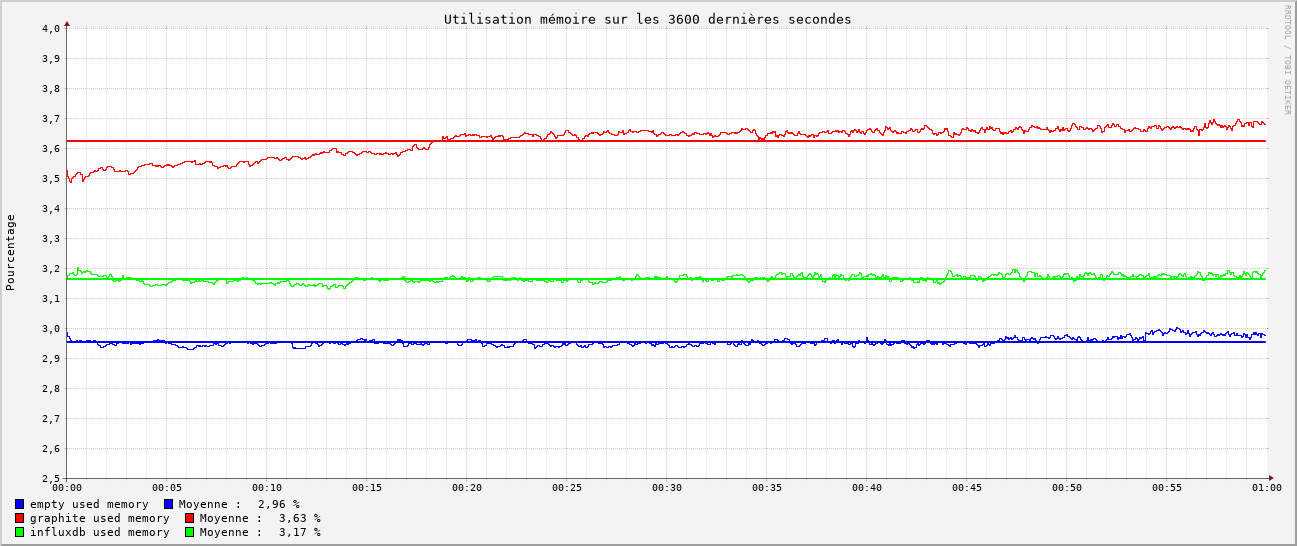 Utilisation mémoire sur les 3600 dernières secondes
RRDTOOL / TOBI OETIKER
Pourcentage
4,0
3,9
3,8
3,7
3,6
3,5
3,4
3,3
3,2
3,1
3,0
2,9
2,8
2,7
2,6
2,5
00:00 00:05 00:10 00:15 00:20 00:25 00:30 00:35 00:40 00:45 00:50 00:55 01:00
empty used memory Moyenne : 2,96 %
graphite used memory Moyenne : 3,63 %
influxdb used memory Moyenne : 3,17 %